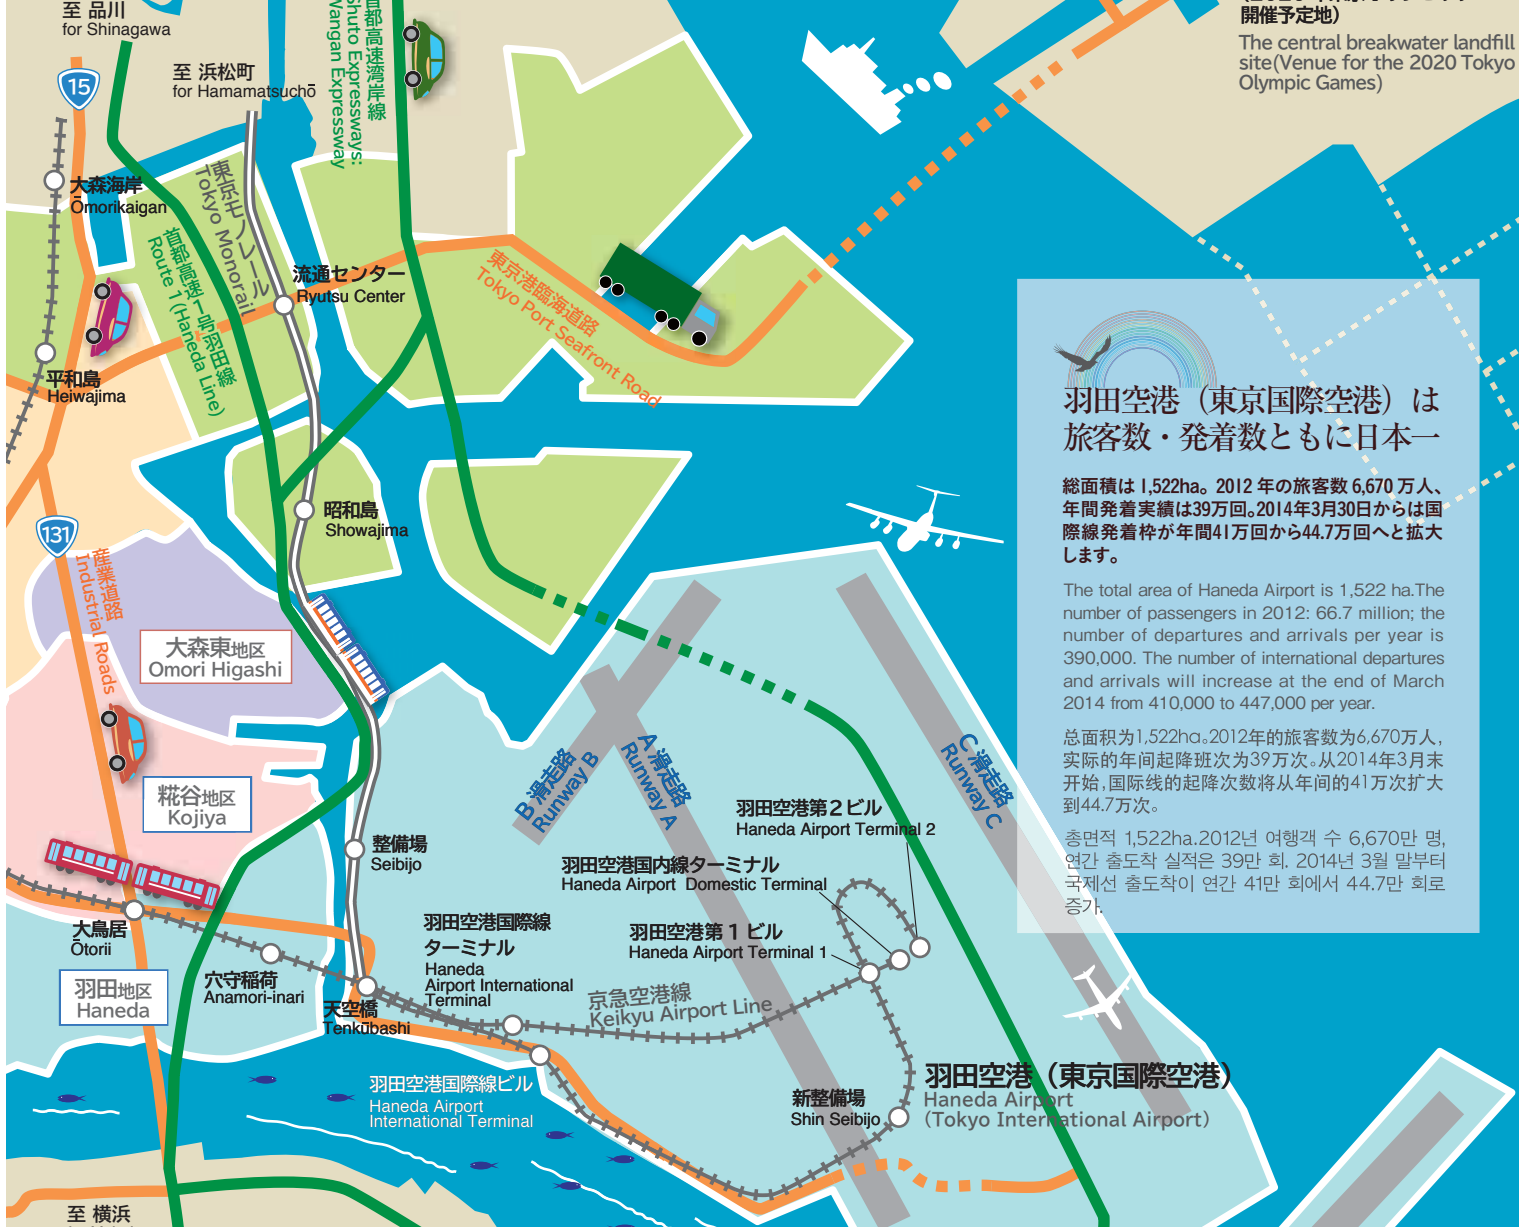 至 品川
for Shinagawa
至 浜松町
for Hamamatsuchō
首都高速湾岸線
Shuto Expressways:
Wangan Expressway
開催予定地）
The central breakwater landfill
site(Venue for the 2020 Tokyo
Olympic Games)
15
大森海岸
Ōmorikaigan
東京モノレール
Tokyo Monorail
首都高速1号羽田線
Route 1(Haneda Line)
流通センター
Ryutsu Center
東京港臨海道路
Tokyo Port Seafront Road
平和島
Heiwajima
昭和島
Showajima
131
産業道路
Industrial Roads
大森東地区
Omori Higashi
糀谷地区
Kojiya
B 滑走路
Runway B
A 滑走路
Runway A
C 滑走路
Runway C
整備場
Seibijo
羽田空港第２ビル
Haneda Airport Terminal 2
羽田空港国内線ターミナル
Haneda Airport Domestic Terminal
羽田空港第１ビル
Haneda Airport Terminal 1
羽田空港国際線
ターミナル
Haneda
Airport International
Terminal
大鳥居
Ōtorii
穴守稲荷
Anamori-inari
羽田地区
Haneda
天空橋
Tenkūbashi
京急空港線
Keikyu Airport Line
羽田空港国際線ビル
Haneda Airport
International Terminal
新整備場
Shin Seibijo
羽田空港（東京国際空港）
Haneda Airport
(Tokyo International Airport)
至 横浜
羽田空港（東京国際空港）は
旅客数・発着数ともに日本一
総面積は1,522ha。2012年の旅客数6,670万人、
年間発着実績は39万回。2014年3月30日からは国
際線発着枠が年間41万回から44.7万回へと拡大
します。
The total area of Haneda Airport is 1,522 ha.The
number of passengers in 2012: 66.7 million; the
number of departures and arrivals per year is
390,000. The number of international departures
and arrivals will increase at the end of March
2014 from 410,000 to 447,000 per year.
总面积为1,522ha。2012年的旅客数为6,670万人,
实际的年间起降班次为39万次。从2014年3月末
开始,国际线的起降次数将从年间的41万次扩大
到44.7万次。
총면적 1,522ha.2012년 여행객 수 6,670만 명,
연간 출도착 실적은 39만 회. 2014년 3월 말부터
국제선 출도착이 연간 41만 회에서 44.7만 회로
증가.